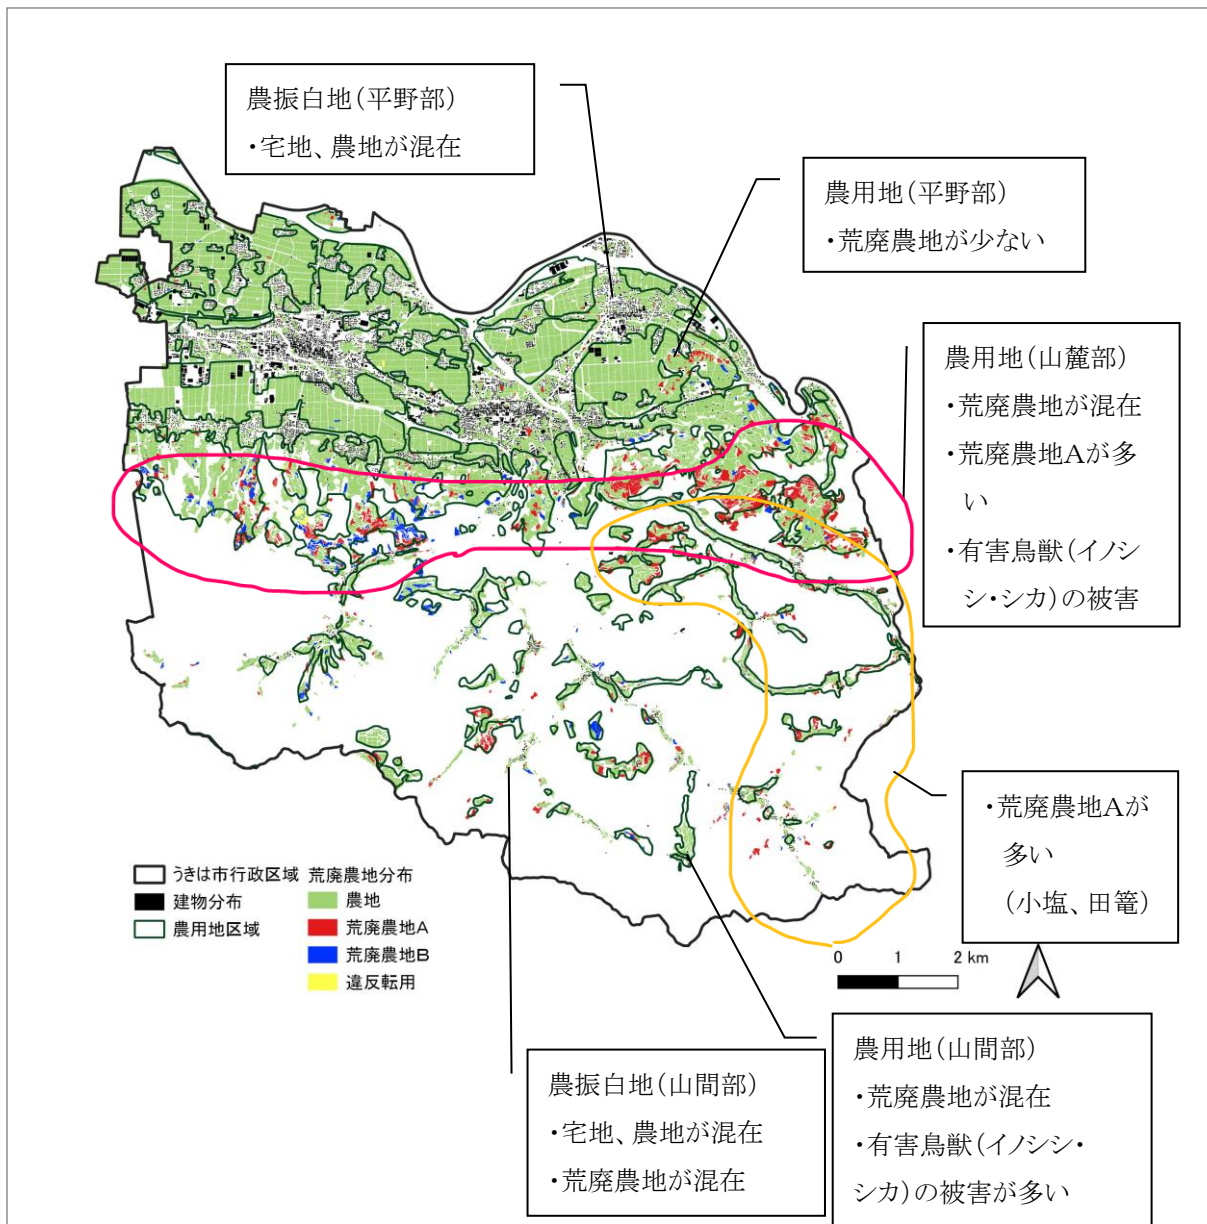 農振白地(平野部)
・宅地、農地が混在
農用地(平野部)
・荒廃農地が少ない
農用地(山麓部)
・荒廃農地が混在
・荒廃農地Aが多
い
・有害鳥獣(イノシ
シ・シカ)の被害
・荒廃農地Aが
多い
(小塩、田篭)
うきは市行政区域
建物分布
農用地区域
荒廃農地分布
農地
荒廃農地A
荒廃農地B
違反転用
0 1 2 km
農振白地(山間部)
・宅地、農地が混在
・荒廃農地が混在
農用地(山間部)
・荒廃農地が混在
・有害鳥獣(イノシシ・
シカ)の被害が多い